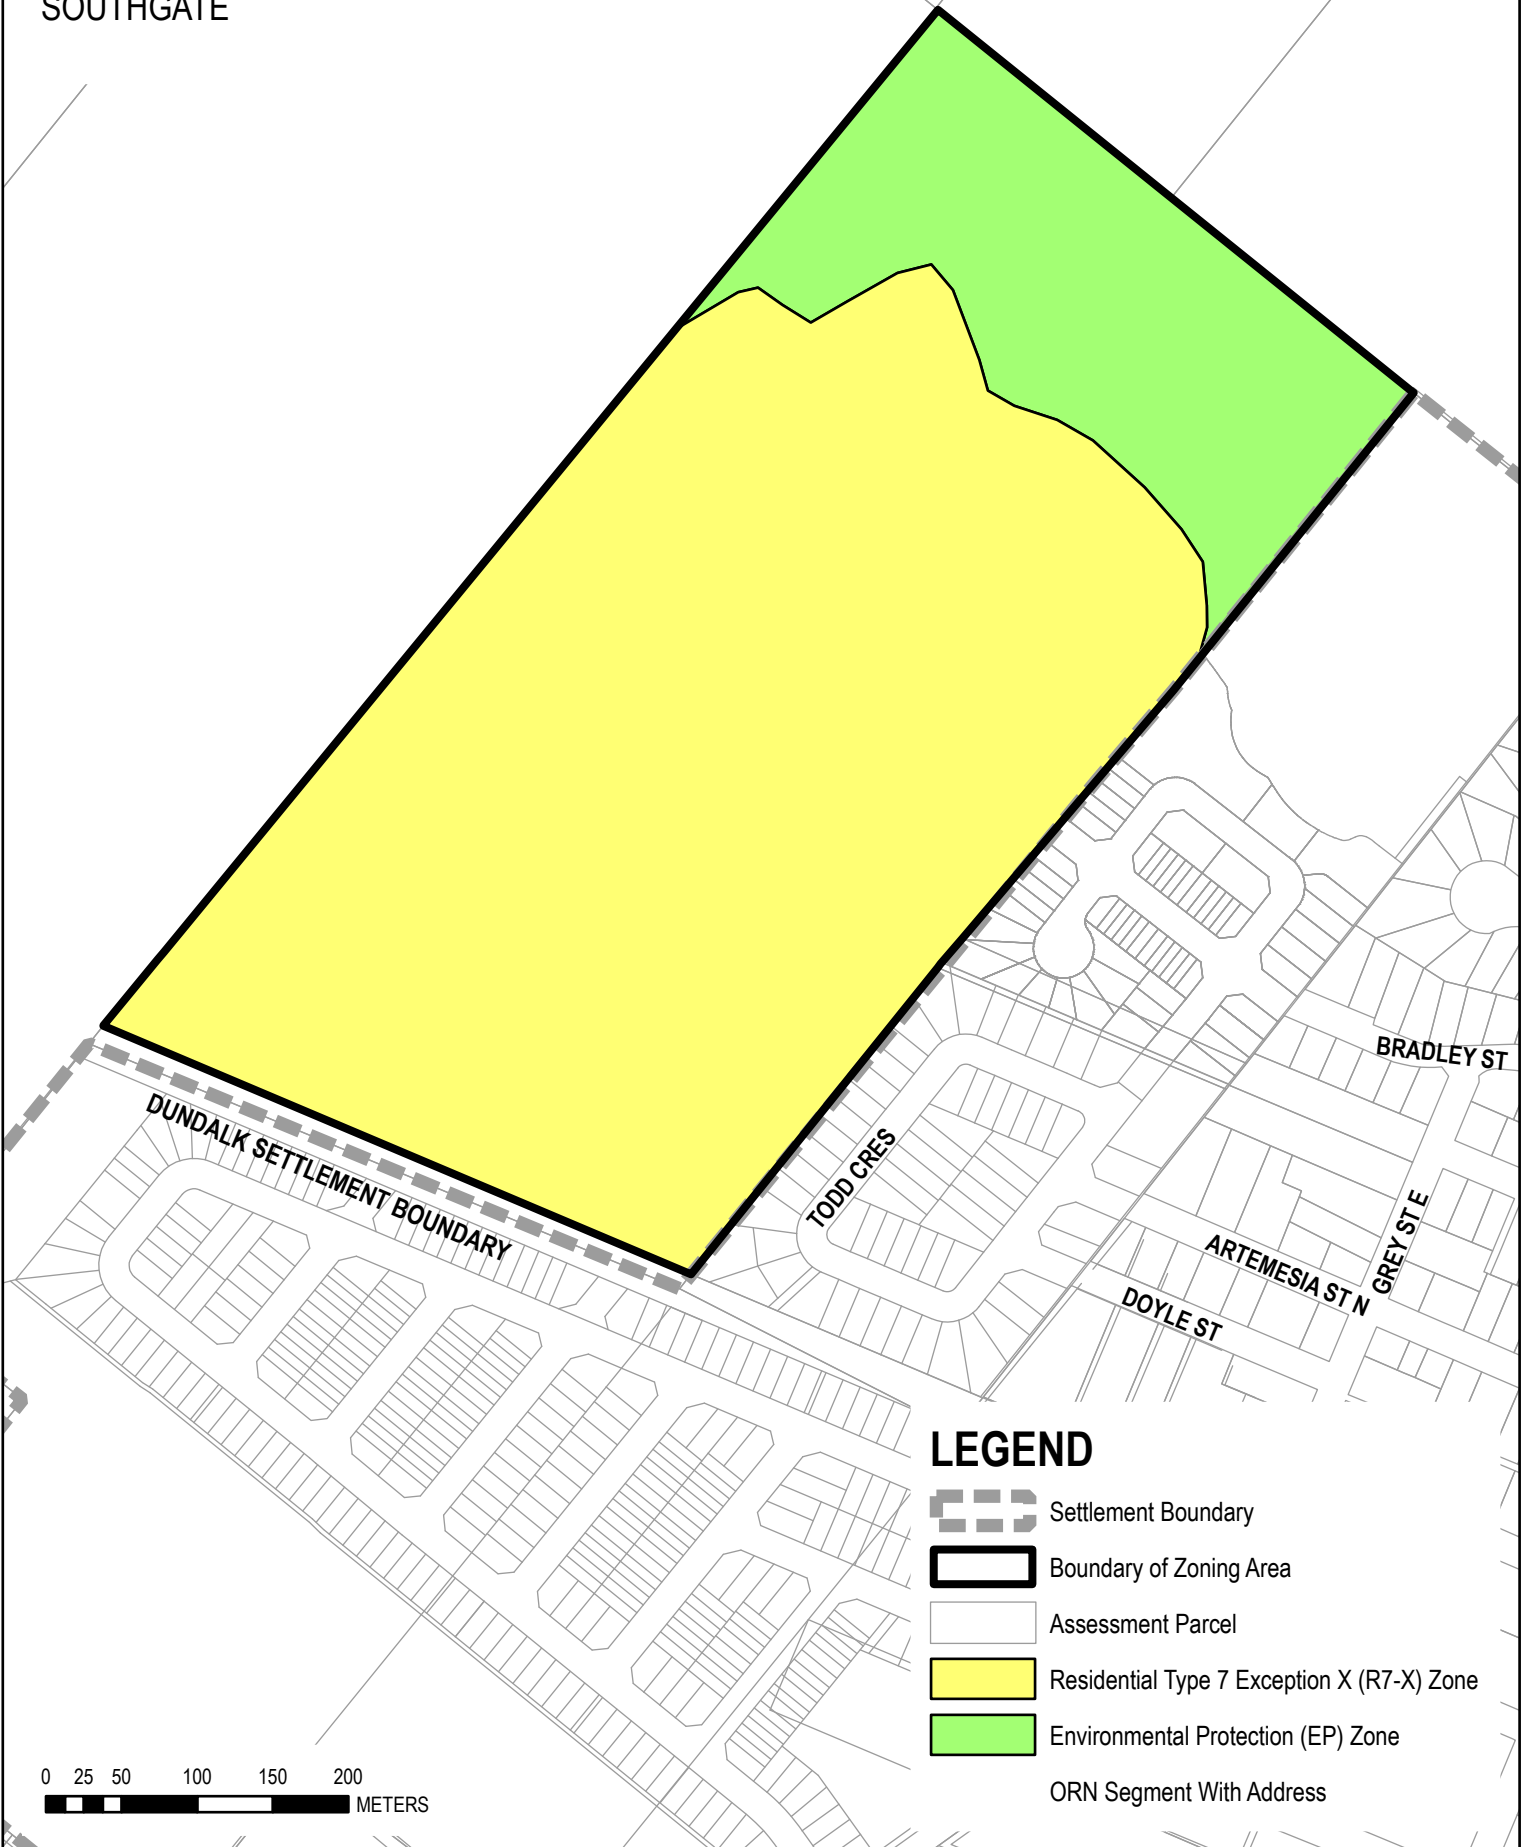 SOUTHGATE
BRADLEY ST
DUNDALK SETTLEMENT BOUNDARY
TODD CRES
GREY ST E
ARTEMESIA ST N
DOYLE ST
LEGEND
Settlement Boundary
Boundary of Zoning Area
Assessment Parcel
Residential Type 7 Exception X (R7-X) Zone
Environmental Protection (EP) Zone
ORN Segment With Address
0 25 50 100 150 200
METERS